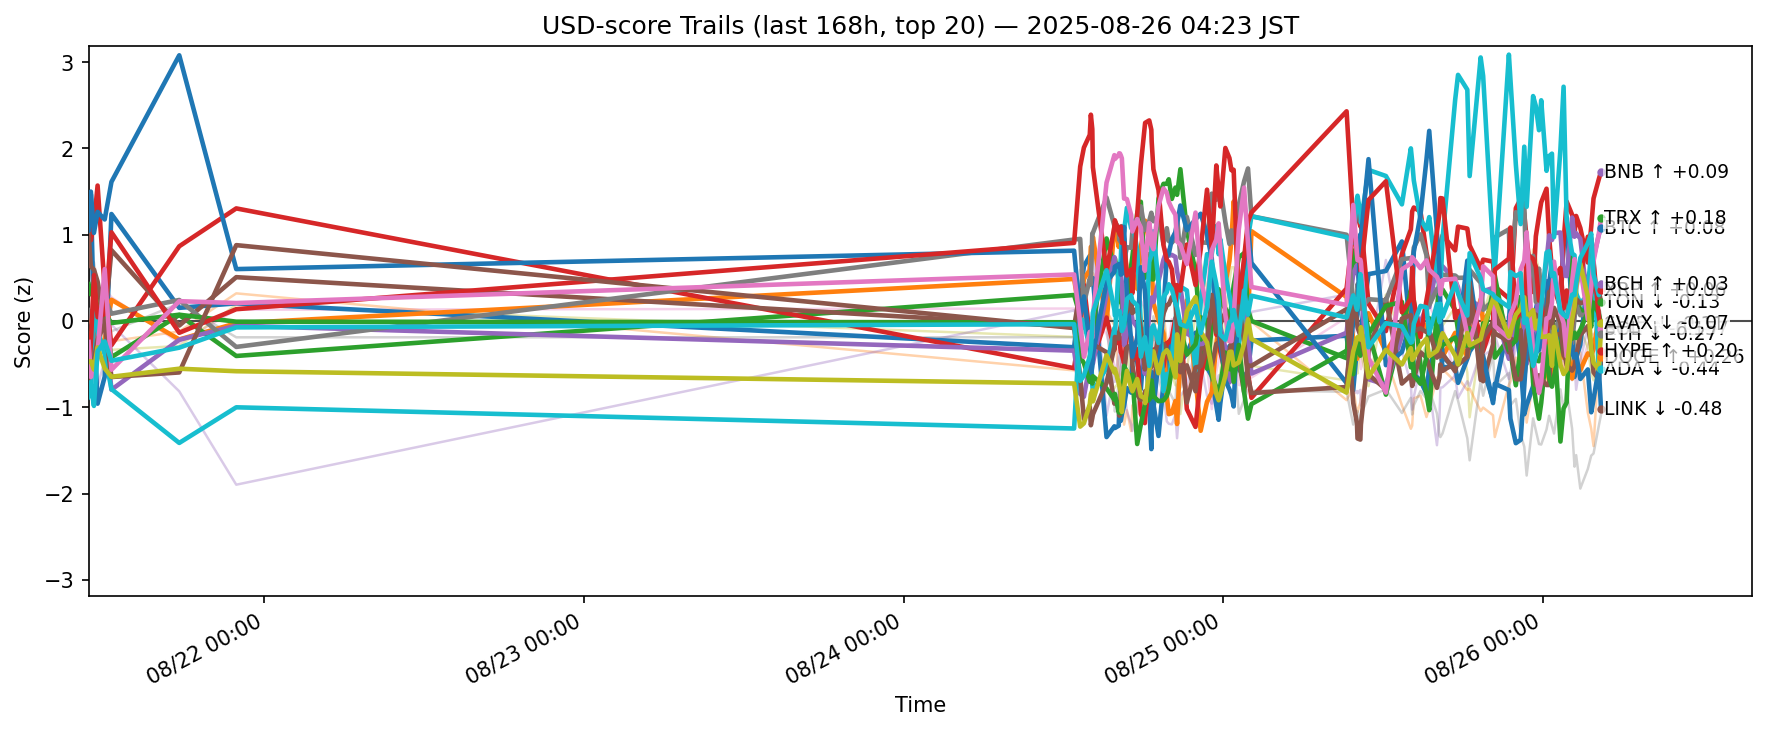 USD-score Trails (last 168h, top 20) — 2025-08-26 04:23 JST
Score (z)
3
2
1
0
−1
−2
−3
BNB ↑ +0.09
TRX ↑ +0.18
BTC ↑ +0.08
BCH ↑ +0.03
TON ↓ -0.13
AVAX ↓ -0.07
ETH ↓ -0.27
HYPE ↑ +0.20
ADA ↓ -0.44
LINK ↓ -0.48
08/22 00:00
08/23 00:00
08/24 00:00
08/25 00:00
08/26 00:00
Time